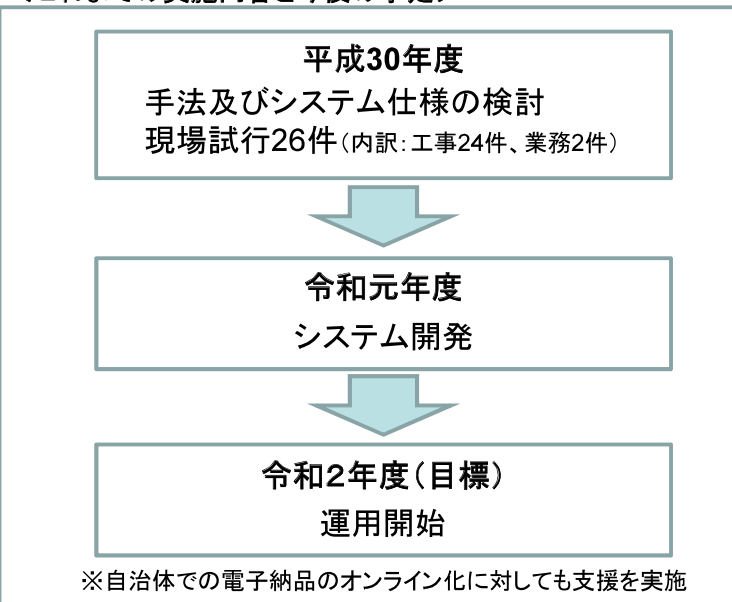 平成30年度
手法及びシステム仕様の検討
現場試行26件(内訳:工事24件、業務2件)
令和元年度
システム開発
令和2年度(目標)
運用開始
※自治体での電子納品のオンライン化に対しても支援を実施